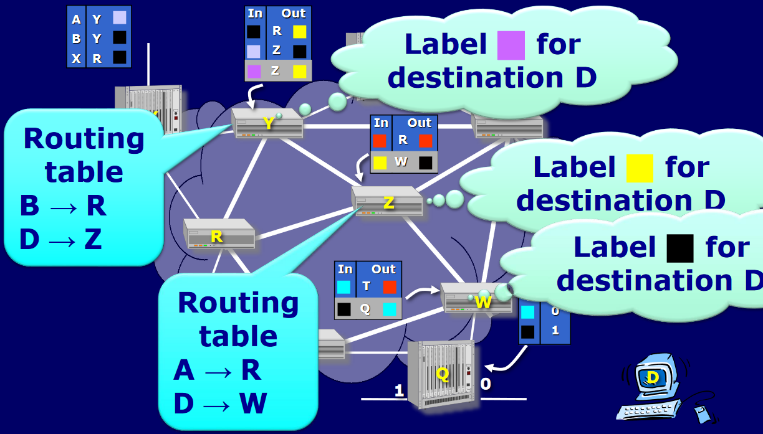 A Y
B Y
X R
In Out
R
Z
Z
Label for
destination D
Y
In Out
R
W
Routing
table
B → R
D → Z
Label for
destination D
Z
R
Label for
destination D
In Out
T
Q
W
0
1
Routing
table
A → R
D → W
Q
1
0
D